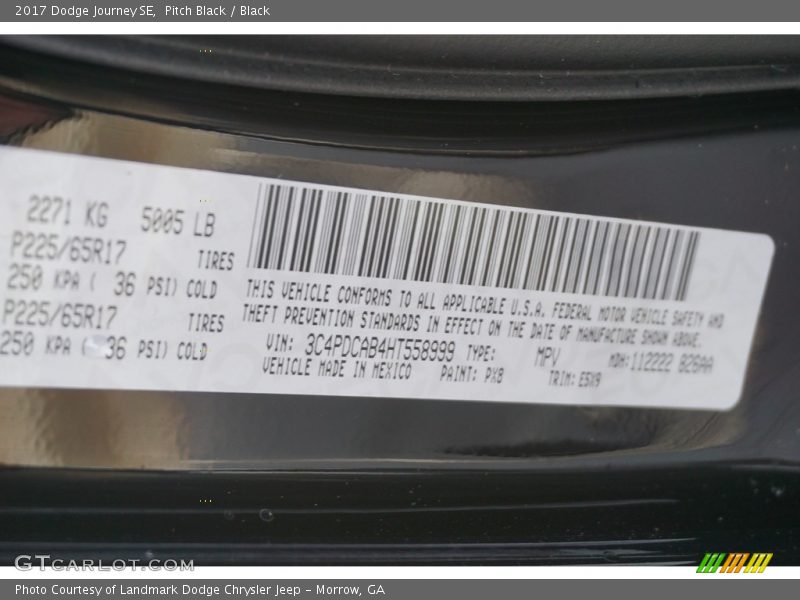 2017 Dodge Journey SE, Pitch Black / Black
2271 KG 5005 LB
P225/65R17 TIRES
250 KPA ( 36 PSI) COLD
P225/65R17 TIRES
250 KPA ( 36 PSI) COLD
THIS VEHICLE CONFORMS TO ALL APPLICABLE U.S.A. FEDERAL MOTOR VEHICLE SAFETY AND
THEFT PREVENTION STANDARDS IN EFFECT ON THE DATE OF MANUFACTURE SHOWN ABOVE.
VIN: 3C4PDCAB4HT558999 TYPE: MPV MDH: 112222 826AA
VEHICLE MADE IN MEXICO PAINT: PX8 TRIM: E5X9
GTcarlot.com
Photo Courtesy of Landmark Dodge Chrysler Jeep - Morrow, GA